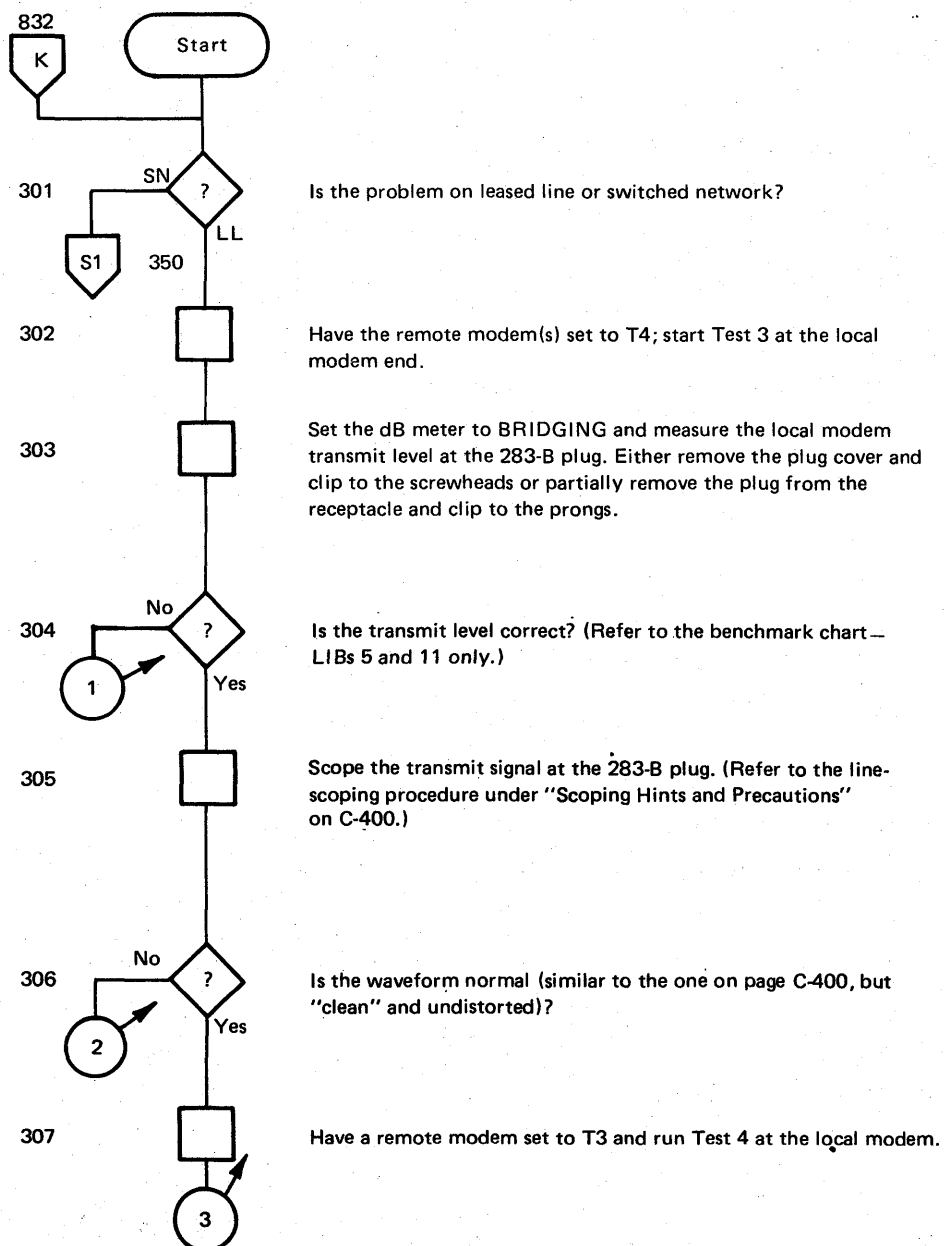 832
K
Start
301
SN
?
Is the problem on leased line or switched network?
LL
S1
350
302
Have the remote modem(s) set to T4; start Test 3 at the local
modem end.
303
Set the dB meter to BRIDGING and measure the local modem
transmit level at the 283-B plug. Either remove the plug cover and
clip to the screwheads or partially remove the plug from the
receptacle and clip to the prongs.
304
No
?
Is the transmit level correct? (Refer to the benchmark chart—
LIBs 5 and 11 only.)
1
Yes
305
Scope the transmit signal at the 283-B plug. (Refer to the line-
scoping procedure under "Scoping Hints and Precautions"
on C-400.)
306
No
?
Is the waveform normal (similar to the one on page C-400, but
"clean" and undistorted)?
2
Yes
307
Have a remote modem set to T3 and run Test 4 at the local modem.
3